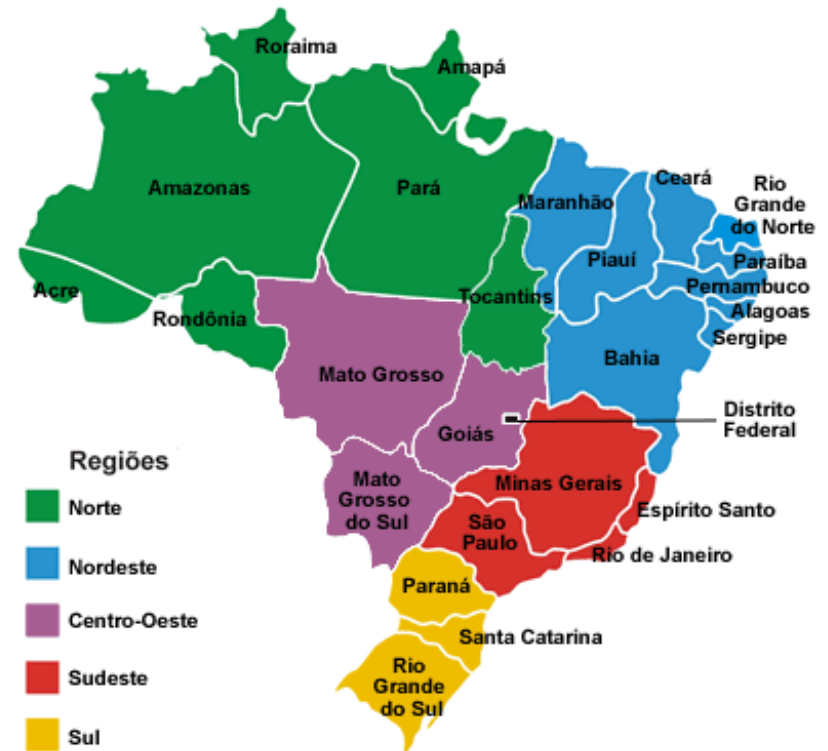 Roraima
Amapá
Amazonas
Pará
Maranhão
Ceará
Rio
Grande
do Norte
Piauí
Paraíba
Pernambuco
Alagoas
Sergipe
Acre
Rondônia
Tocantins
Bahia
Mato Grosso
Distrito
Federal
Goiás
Mato
Grosso
do Sul
Minas Gerais
Espírito Santo
São
Paulo
Rio de Janeiro
Paraná
Santa Catarina
Rio
Grande
do Sul
Regiões
Norte
Nordeste
Centro-Oeste
Sudeste
Sul